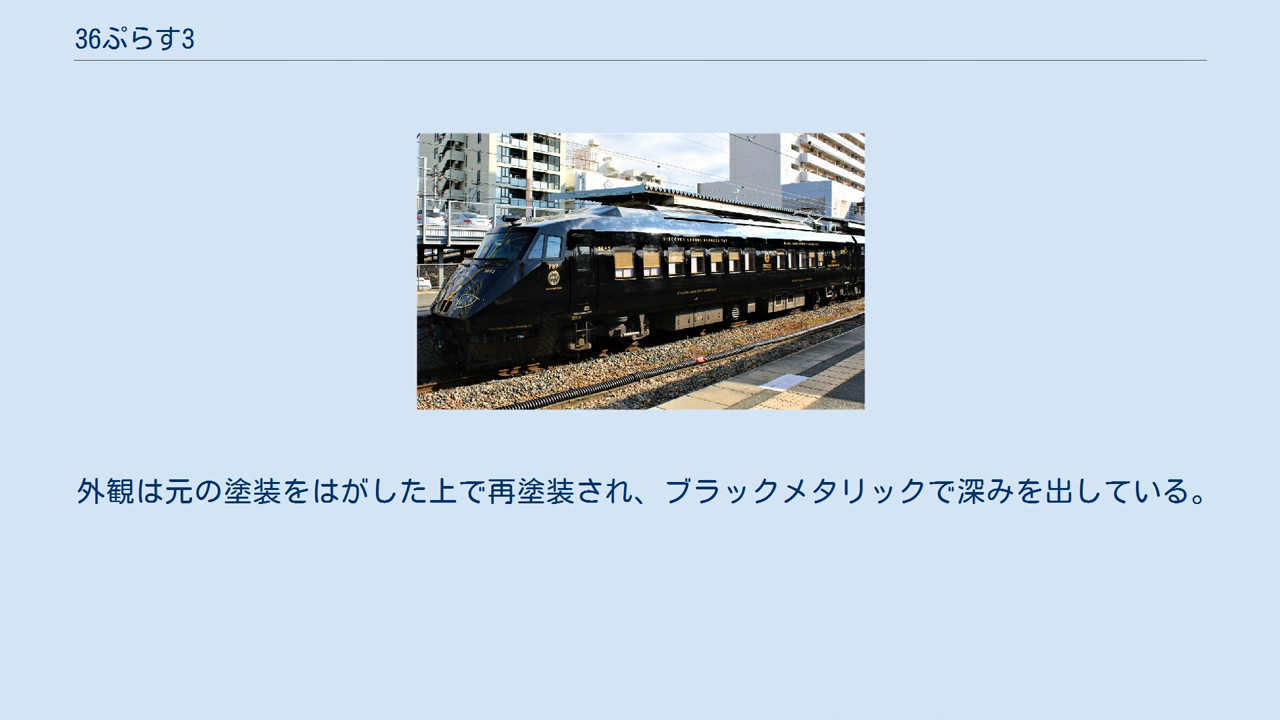 36ぷらす3
787
外観は元の塗装をはがした上で再塗装され、ブラックメタリックで深みを出している。